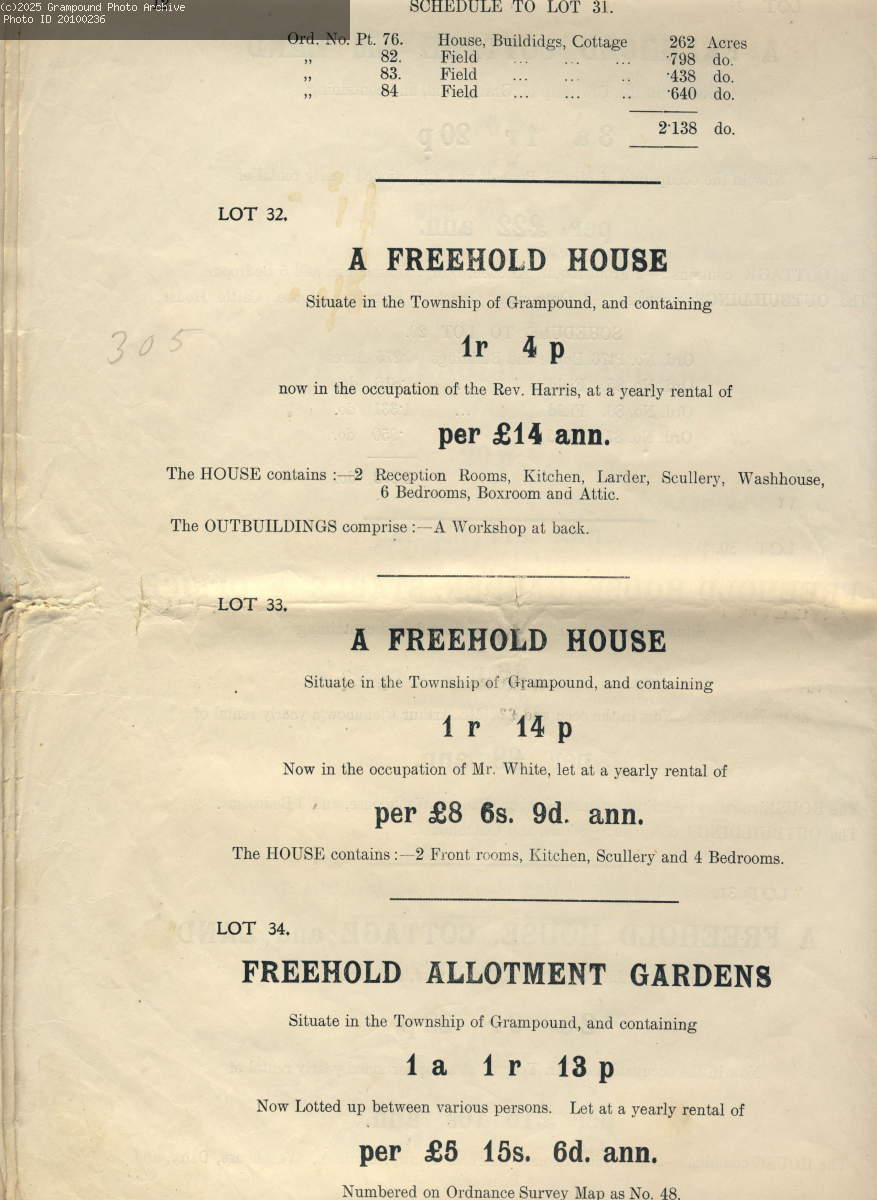 (c)2025 Grampound Photo Archive
Photo ID 20100236
SCHEDULE TO LOT 31.
Ord. No. Pt. 76. House, Buildidgs, Cottage 262 Acres
„ 82. Field ... ... ... ·798 do.
„ 83. Field ... ... .. ·438 do.
„ 84 Field ... ... .. ·640 do.
2·138 do.
LOT 32.
A FREEHOLD HOUSE
Situate in the Township of Grampound, and containing
305
1r 4 p
now in the occupation of the Rev. Harris, at a yearly rental of
per £14 ann.
The HOUSE contains :—2 Reception Rooms, Kitchen, Larder, Scullery, Washhouse,
6 Bedrooms, Boxroom and Attic.
The OUTBUILDINGS comprise :—A Workshop at back.
LOT 33.
A FREEHOLD HOUSE
Situate in the Township of Grampound, and containing
1 r 14 p
Now in the occupation of Mr. White, let at a yearly rental of
per £8 6s. 9d. ann.
The HOUSE contains :—2 Front rooms, Kitchen, Scullery and 4 Bedrooms.
LOT 34.
FREEHOLD ALLOTMENT GARDENS
Situate in the Township of Grampound, and containing
1 a 1 r 13 p
Now Lotted up between various persons. Let at a yearly rental of
per £5 15s. 6d. ann.
Numbered on Ordnance Survey Map as No. 48.